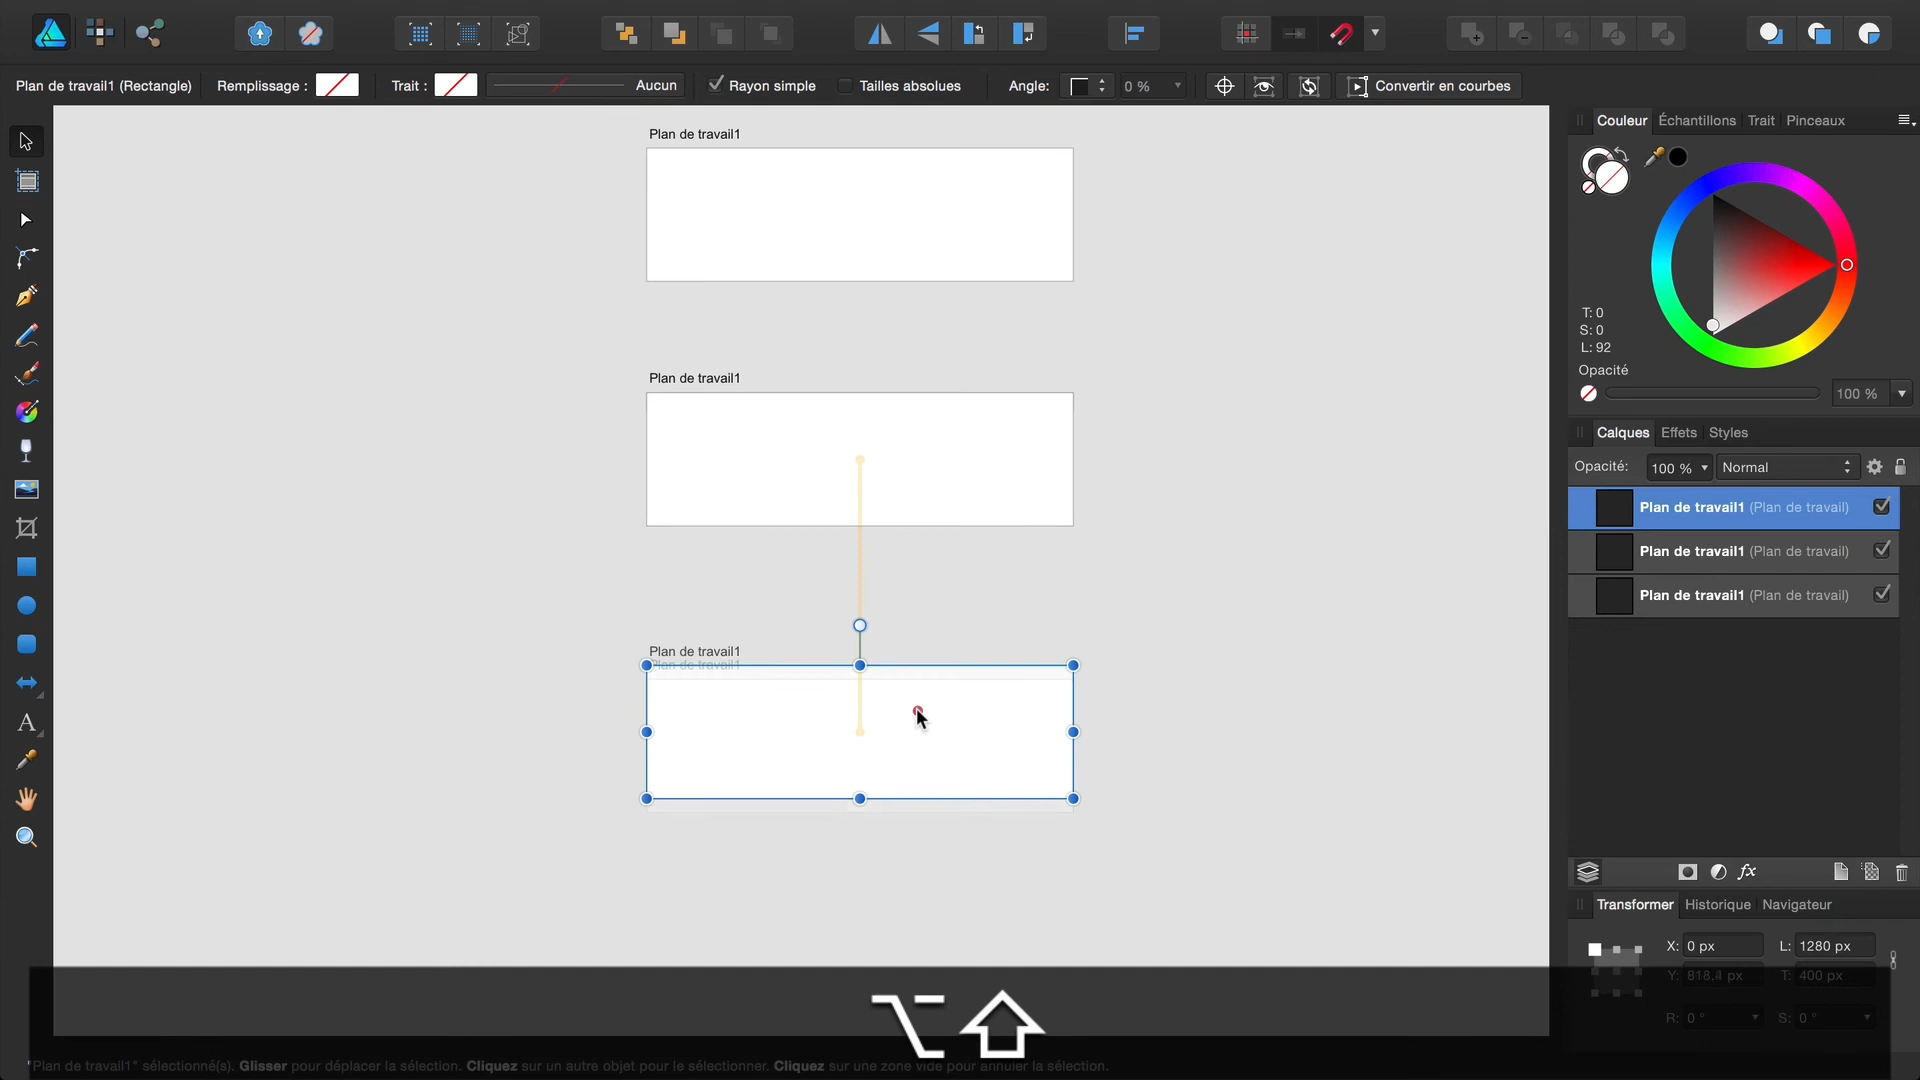 Plan de travail1 (Rectangle)
Remplissage :
Trait :
Aucun
Rayon simple
Tailles absolues
Angle:
0 %
Convertir en courbes
Plan de travail1
Plan de travail1
Plan de travail1
Plan de travail1
Couleur
Échantillons
Trait
Pinceaux
T: 0
S: 0
L: 92
Opacité
100 %
Calques
Effets
Styles
Opacité:
100 %
Normal
Plan de travail1 (Plan de travail)
Plan de travail1 (Plan de travail)
Plan de travail1 (Plan de travail)
fx
Transformer
Historique
Navigateur
X: 0 px
L: 1280 px
Y: 818.4 px
T: 400 px
R: 0 °
S: 0 °
A
"Plan de travail1" sélectionné(s). Glisser pour déplacer la sélection. Cliquez sur un autre objet pour le sélectionner. Cliquez sur une zone vide pour annuler la sélection.